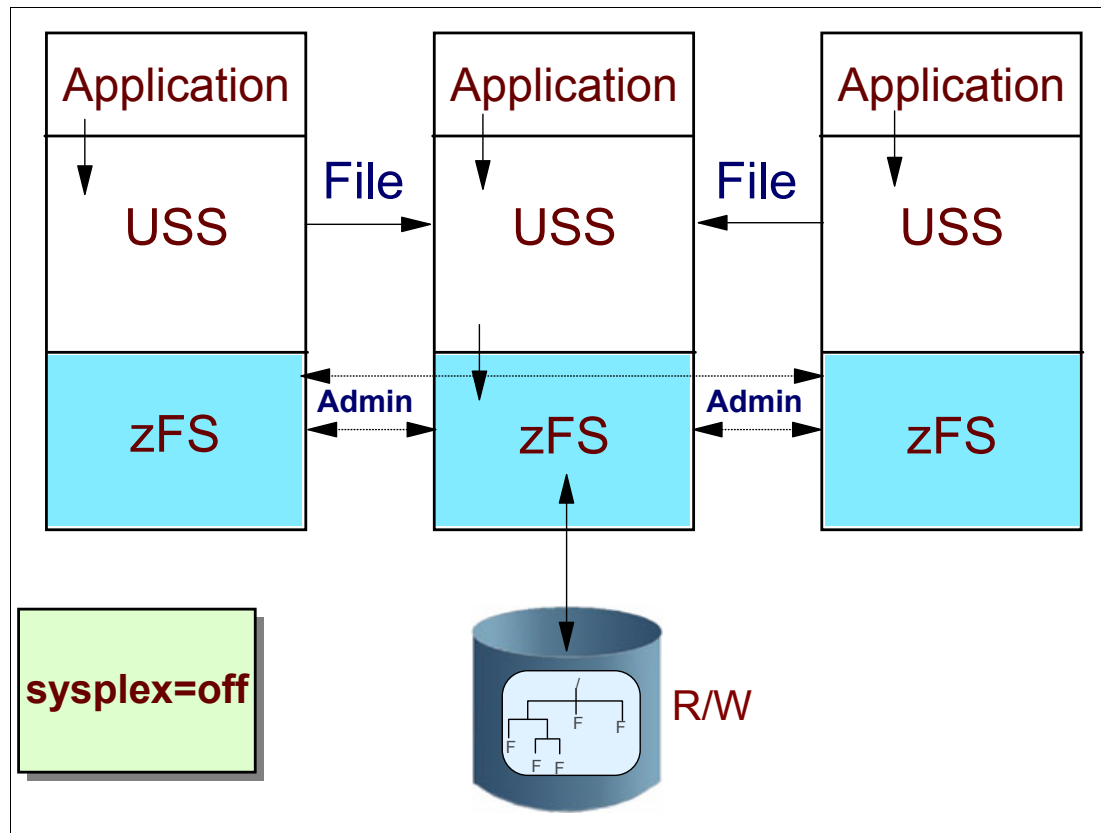 Application
Application
Application
File
File
USS
USS
USS
Admin
Admin
zFS
zFS
zFS
sysplex=off
R/W
/
F
F
F
F
F